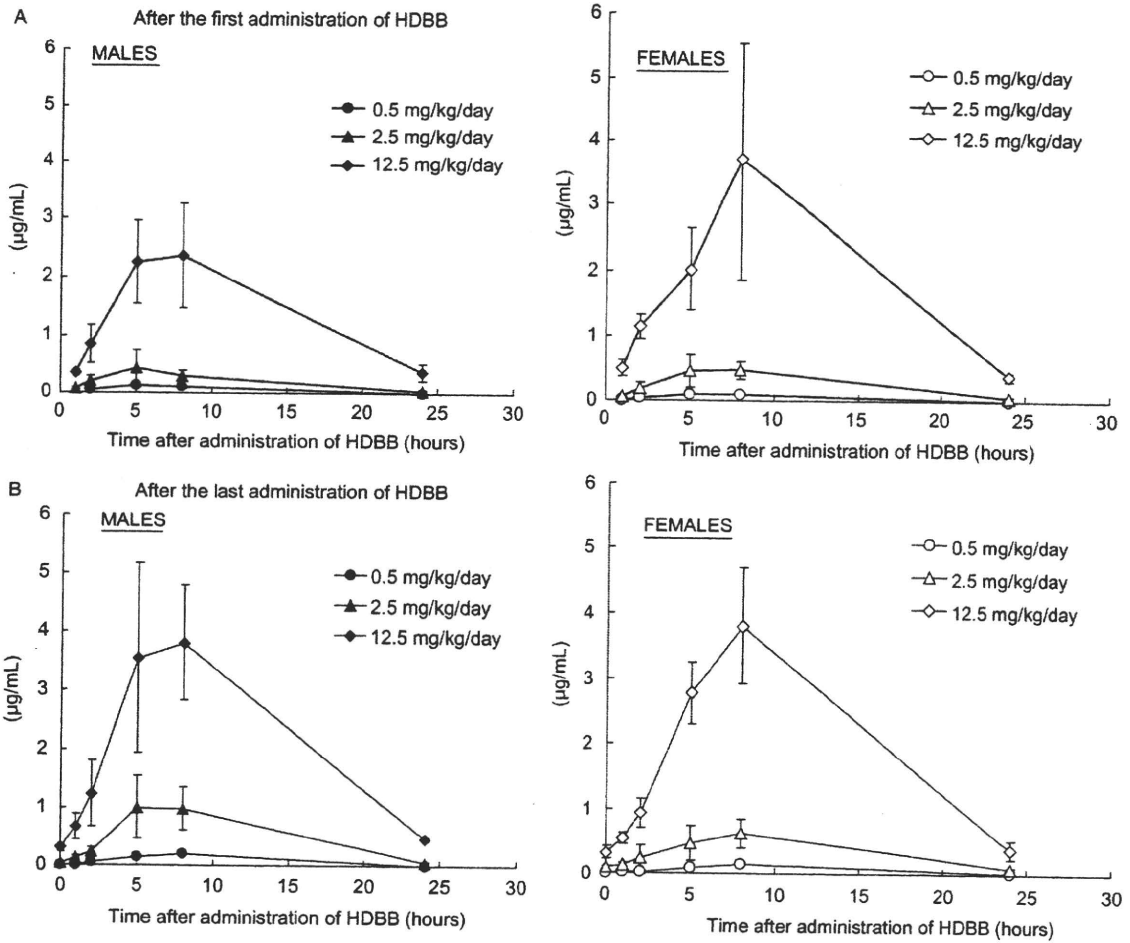 A
After the first administration of HDBB
MALES
0.5 mg/kg/day
2.5 mg/kg/day
12.5 mg/kg/day
(µg/mL)
6
5
4
3
2
1
0
0 5 10 15 20 25 30
Time after administration of HDBB (hours)
FEMALES
0.5 mg/kg/day
2.5 mg/kg/day
12.5 mg/kg/day
(µg/mL)
6
5
4
3
2
1
0
0 5 10 15 20 25 30
Time after administration of HDBB (hours)
B
After the last administration of HDBB
MALES
0.5 mg/kg/day
2.5 mg/kg/day
12.5 mg/kg/day
(µg/mL)
6
5
4
3
2
1
0
0 5 10 15 20 25 30
Time after administration of HDBB (hours)
FEMALES
0.5 mg/kg/day
2.5 mg/kg/day
12.5 mg/kg/day
(µg/mL)
6
5
4
3
2
1
0
0 5 10 15 20 25 30
Time after administration of HDBB (hours)